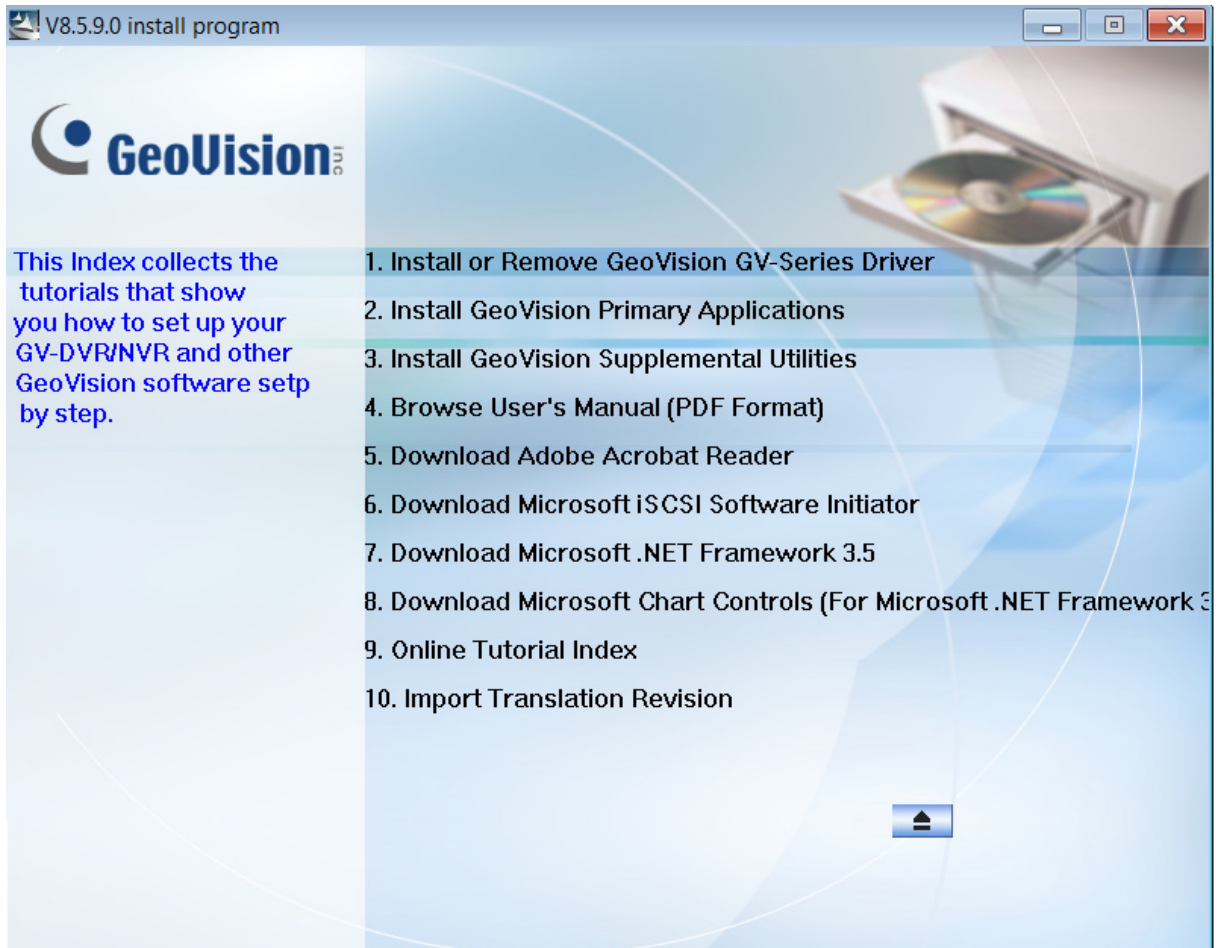 V8.5.9.0 install program
GeoVision inc
This Index collects the
tutorials that show
you how to set up your
GV-DVR/NVR and other
GeoVision software setp
by step.
1. Install or Remove GeoVision GV-Series Driver
2. Install GeoVision Primary Applications
3. Install GeoVision Supplemental Utilities
4. Browse User's Manual (PDF Format)
5. Download Adobe Acrobat Reader
6. Download Microsoft iSCSI Software Initiator
7. Download Microsoft .NET Framework 3.5
8. Download Microsoft Chart Controls (For Microsoft .NET Framework
9. Online Tutorial Index
10. Import Translation Revision